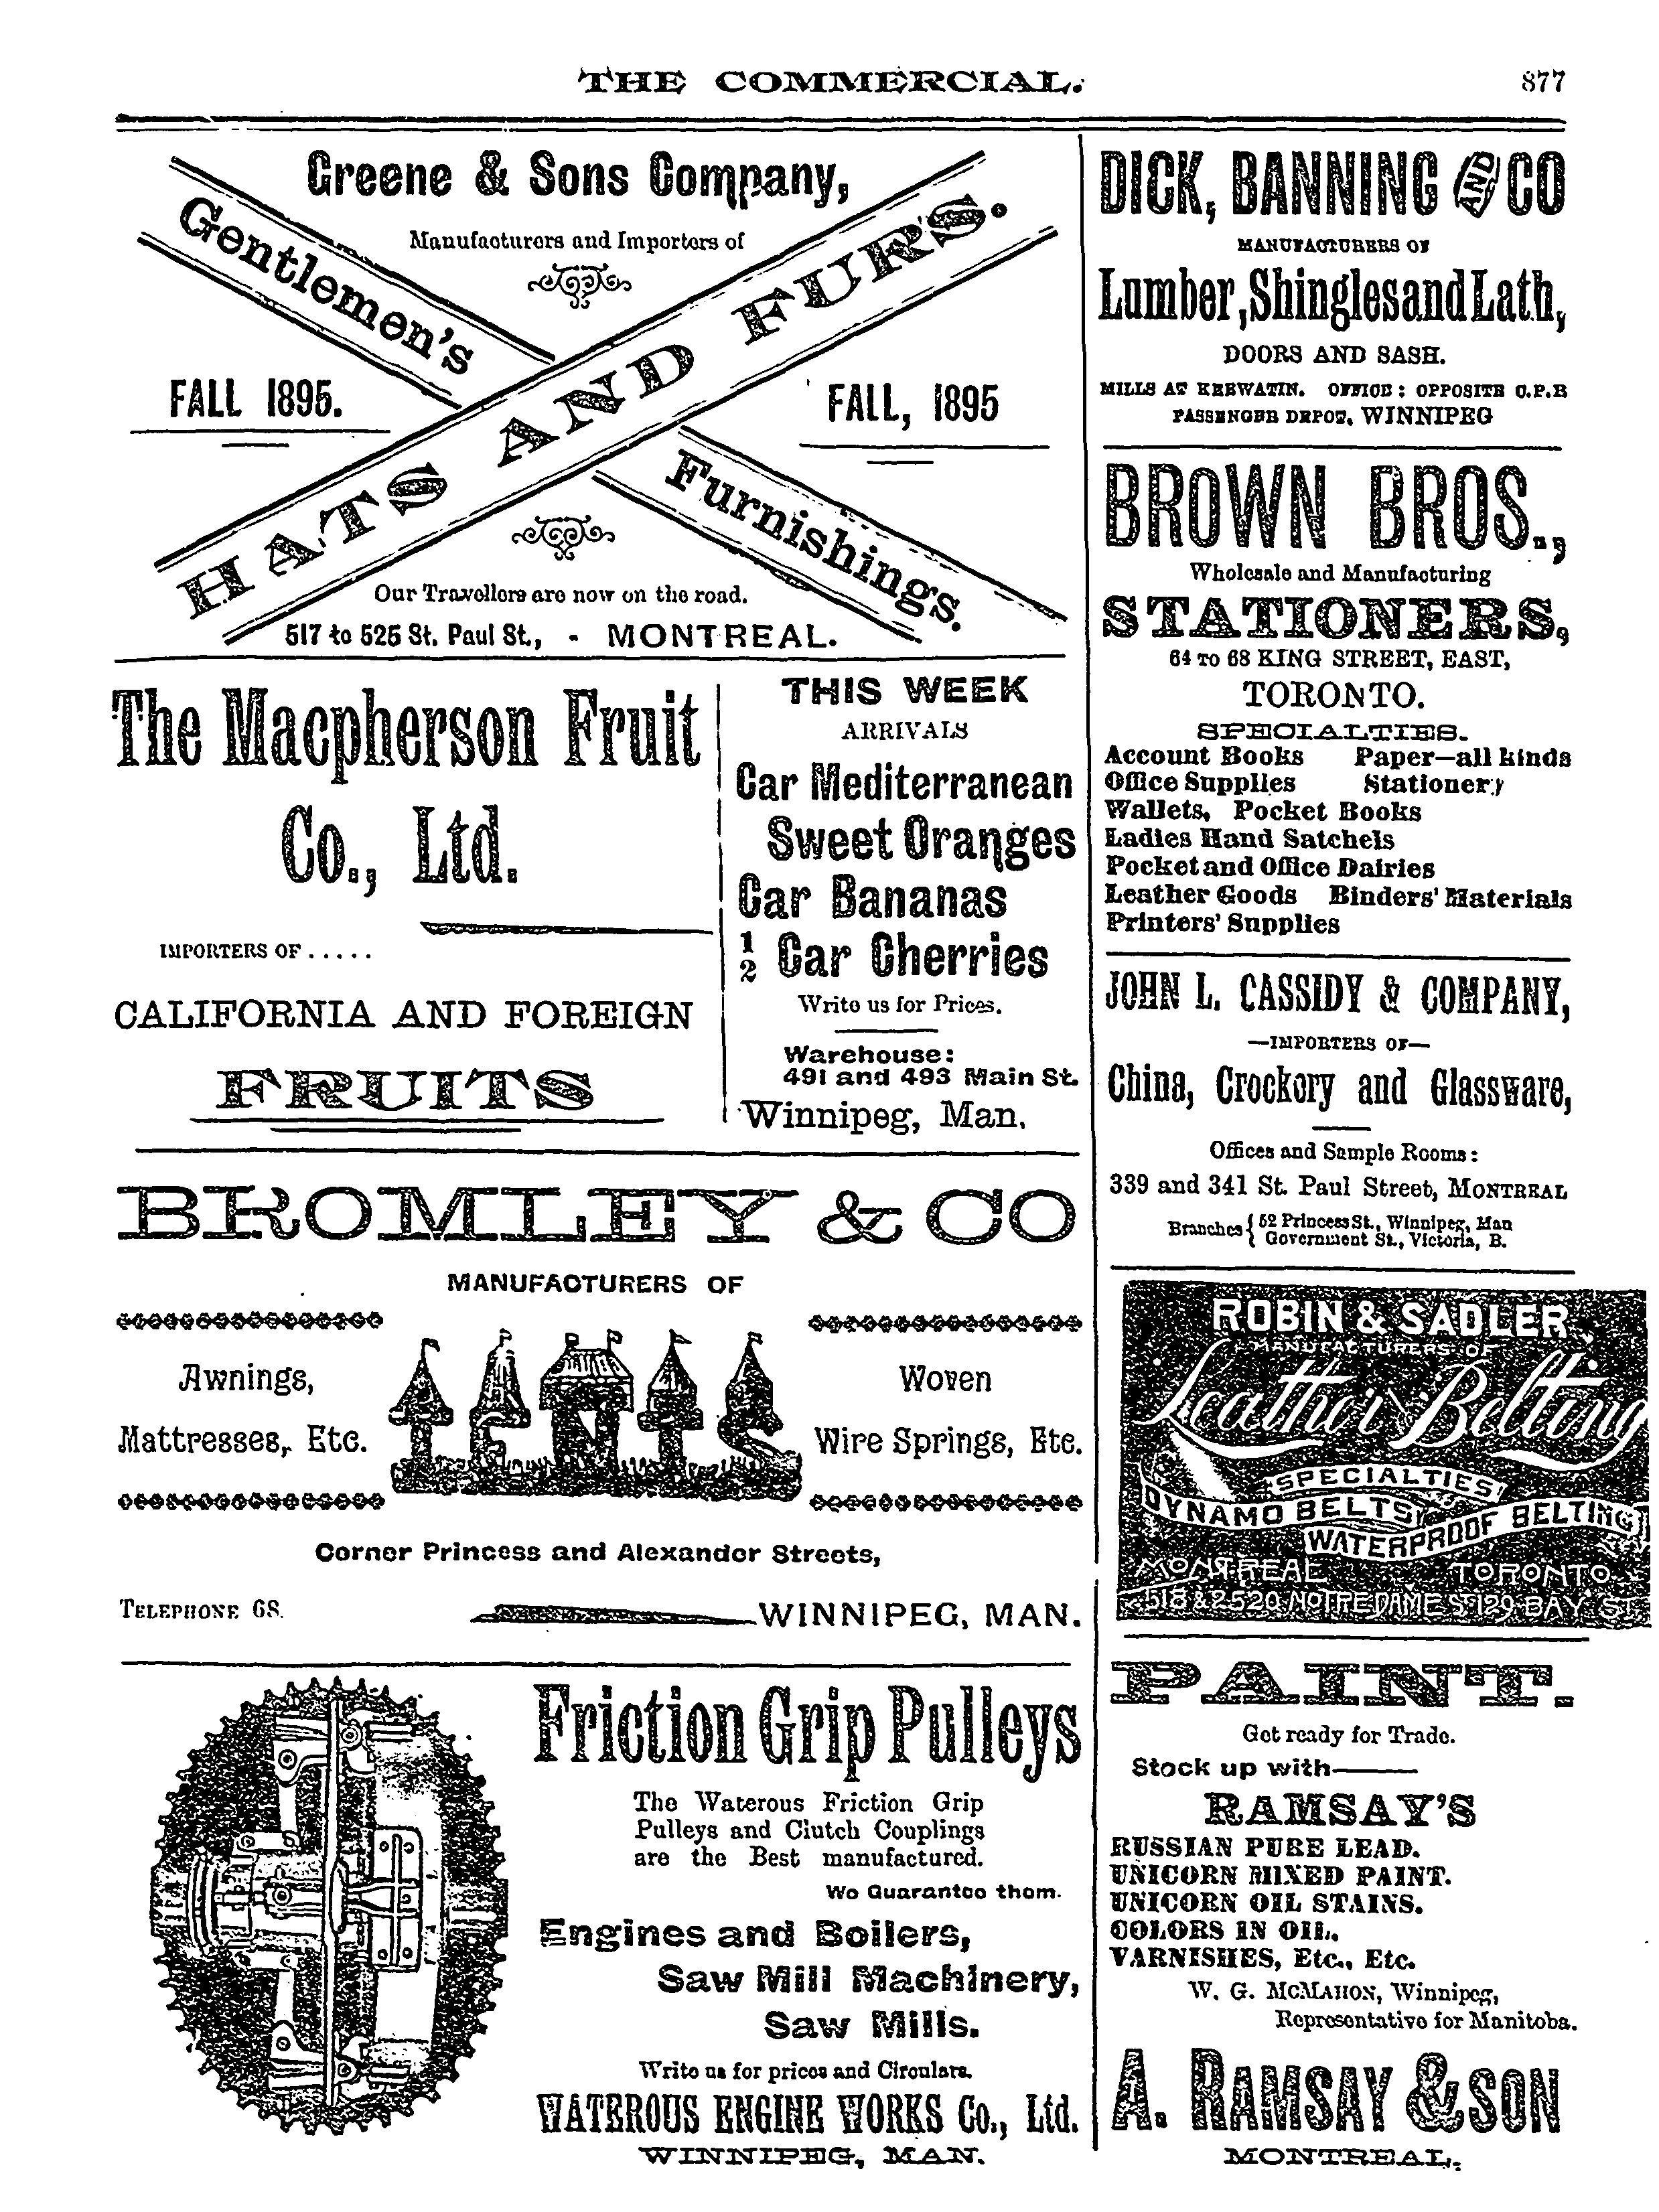 THE COMMERCIAL.
877
Greene & Sons Company,
Manufacturers and Importers of
Gentlemen's
HATS AND FURS.
Furnishings.
FALL 1895.
FALL, 1895
Our Travellers are now on the road.
517 to 525 St. Paul St., - MONTREAL.
The Macpherson Fruit
Co., Ltd.
IMPORTERS OF . . . . .
CALIFORNIA AND FOREIGN
FRUITS
THIS WEEK
ARRIVALS
Car Mediterranean
Sweet Oranges
Car Bananas
½ Car Cherries
Write us for Prices.
Warehouse:
491 and 493 Main St.
Winnipeg, Man.
BROMLEY & CO
MANUFACTURERS OF
Awnings,
Mattresses, Etc.
TENTS
Woven
Wire Springs, Etc.
Corner Princess and Alexander Streets,
TELEPHONE 68.
WINNIPEG, MAN.
Friction Grip Pulleys
The Waterous Friction Grip
Pulleys and Clutch Couplings
are the Best manufactured.
We Guarantee them.
Engines and Boilers,
Saw Mill Machinery,
Saw Mills.
Write us for prices and Circulars.
WATEROUS ENGINE WORKS Co., Ltd.
WINNIPEG, MAN.
DICK, BANNING AND CO
MANUFACTURERS OF
Lumber, Shingles and Lath,
DOORS AND SASH.
MILLS AT KEEWATIN. OFFICE: OPPOSITE C.P.R
PASSENGER DEPOT, WINNIPEG
BROWN BROS.,
Wholesale and Manufacturing
STATIONERS,
64 TO 68 KING STREET, EAST,
TORONTO.
SPECIALTIES.
Account Books Paper—all kinds
Office Supplies Stationery
Wallets, Pocket Books
Ladies Hand Satchels
Pocket and Office Dairies
Leather Goods Binders' Materials
Printers' Supplies
JOHN L. CASSIDY & COMPANY,
—IMPORTERS OF—
China, Crockery and Glassware,
Offices and Sample Rooms:
339 and 341 St. Paul Street, MONTREAL
Branches { 52 Princess St., Winnipeg, Man
Government St., Victoria, B.
ROBIN & SADLER
MANUFACTURERS OF
Leather Belting
SPECIALTIES
DYNAMO BELTS
WATERPROOF BELTING
MONTREAL TORONTO
2518 & 2520 NOTRE DAME ST 129 BAY ST
PAINT.
Get ready for Trade.
Stock up with——
RAMSAY'S
RUSSIAN PURE LEAD.
UNICORN MIXED PAINT.
UNICORN OIL STAINS.
COLORS IN OIL.
VARNISHES, Etc., Etc.
W. G. MCMAHON, Winnipeg,
Representative for Manitoba.
A. RAMSAY & SON
MONTREAL.